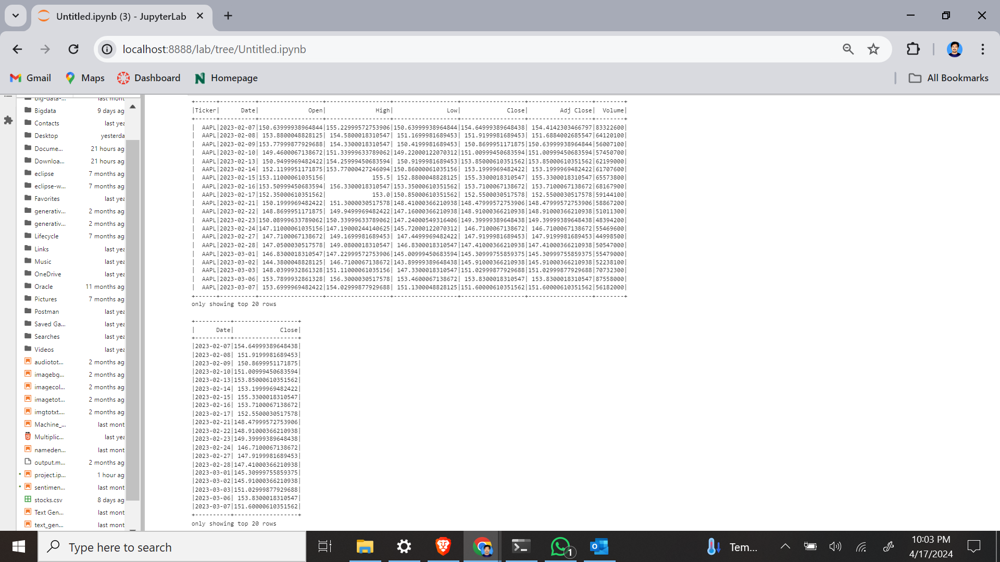 Untitled.ipynb (3) - JupyterLab
localhost:8888/lab/tree/Untitled.ipynb
Gmail Maps Dashboard Homepage All Bookmarks
big-data-... last mont
Bigdata 9 days ag
Contacts last yea
Desktop yesterda
Docume... 21 hours ag
Downloa... 21 hours ag
eclipse 7 months ag
eclipse-w... 7 months ag
Favorites last yea
generativ... 2 months ag
generativ... 2 months ag
Lifecycle 7 months ag
Links last yea
Music last yea
OneDrive last yea
Oracle 11 months ag
Pictures 7 months ag
Postman last yea
Saved Ga... last yea
Searches last yea
Videos last yea
audiotot... 2 months ag
imagebg... 2 months ag
imagecol... 2 months ag
imagetot... 2 months ag
imgtotxt.... 2 months ag
Machine_... last mont
Multiplic... last yea
nameden... last mont
output.m... 2 months ag
project.ip... 1 hour ag
sentimen... last mont
stocks.csv 8 days ag
Text Gen... last mont
text_gen... last mont
+------+----------+------------------+------------------+------------------+------------------+------------------+--------+
|Ticker|      Date|              Open|              High|               Low|             Close|         Adj Close|  Volume|
+------+----------+------------------+------------------+------------------+------------------+------------------+--------+
|  AAPL|2023-02-07|150.63999938964844|155.22999572753906|150.63999938964844|154.64999389648438| 154.4142303466797|83322600|
|  AAPL|2023-02-08| 153.8800048828125| 154.5800018310547| 151.1699981689453| 151.9199981689453| 151.6884002685547|64120100|
|  AAPL|2023-02-09|153.77999877929688| 154.3300018310547| 150.4199981689453| 150.8699951171875|150.63999938964844|56007100|
|  AAPL|2023-02-10| 149.4600067138672|151.33999633789062|149.22000122070312|151.00999450683594|151.00999450683594|57450700|
|  AAPL|2023-02-13| 150.9499969482422|154.25999450683594| 150.9199981689453|153.85000610351562|153.85000610351562|62199000|
|  AAPL|2023-02-14| 152.1199951171875|153.77000427246094|150.86000061035156| 153.1999969482422| 153.1999969482422|61707600|
|  AAPL|2023-02-15|153.11000061035156|             155.5| 152.8800048828125| 155.3300018310547| 155.3300018310547|65573800|
|  AAPL|2023-02-16|153.50999450683594| 156.3300018310547|153.35000610351562| 153.7100067138672| 153.7100067138672|68167900|
|  AAPL|2023-02-17|152.35000610351562|             153.0|150.85000610351562| 152.5500030517578| 152.5500030517578|59144100|
|  AAPL|2023-02-21| 150.1999969482422| 151.3000030517578|148.41000366210938|148.47999572753906|148.47999572753906|58867200|
|  AAPL|2023-02-22| 148.8699951171875| 149.9499969482422|147.16000366210938|148.91000366210938|148.91000366210938|51011300|
|  AAPL|2023-02-23|150.08999633789062|150.33999633789062|147.24000549316406|149.39999389648438|149.39999389648438|48394200|
|  AAPL|2023-02-24|147.11000061035156|147.19000244140625|145.72000122070312| 146.7100067138672| 146.7100067138672|55469600|
|  AAPL|2023-02-27| 147.7100067138672| 149.1699981689453| 147.4499969482422| 147.9199981689453| 147.9199981689453|44998500|
|  AAPL|2023-02-28| 147.0500030517578| 149.0800018310547| 146.8300018310547|147.41000366210938|147.41000366210938|50547000|
|  AAPL|2023-03-01| 146.8300018310547|147.22999572753906|145.00999450683594|145.30999755859375|145.30999755859375|55479000|
|  AAPL|2023-03-02| 144.3800048828125| 146.7100067138672|143.89999389648438|145.91000366210938|145.91000366210938|52238100|
|  AAPL|2023-03-03| 148.0399932861328|151.11000061035156| 147.3300018310547|151.02999877929688|151.02999877929688|70732300|
|  AAPL|2023-03-06| 153.7899932861328| 156.3000030517578| 153.4600067138672| 153.8300018310547| 153.8300018310547|87558000|
|  AAPL|2023-03-07| 153.6999969482422|154.02999877929688| 151.1300048828125|151.60000610351562|151.60000610351562|56182000|
+------+----------+------------------+------------------+------------------+------------------+------------------+--------+
only showing top 20 rows
+----------+------------------+
|      Date|             Close|
+----------+------------------+
|2023-02-07|154.64999389648438|
|2023-02-08| 151.9199981689453|
|2023-02-09| 150.8699951171875|
|2023-02-10|151.00999450683594|
|2023-02-13|153.85000610351562|
|2023-02-14| 153.1999969482422|
|2023-02-15| 155.3300018310547|
|2023-02-16| 153.7100067138672|
|2023-02-17| 152.5500030517578|
|2023-02-21|148.47999572753906|
|2023-02-22|148.91000366210938|
|2023-02-23|149.39999389648438|
|2023-02-24| 146.7100067138672|
|2023-02-27| 147.9199981689453|
|2023-02-28|147.41000366210938|
|2023-03-01|145.30999755859375|
|2023-03-02|145.91000366210938|
|2023-03-03|151.02999877929688|
|2023-03-06| 153.8300018310547|
|2023-03-07|151.60000610351562|
+----------+------------------+
only showing top 20 rows
Type here to search
1
Tem...
10:03 PM
4/17/2024